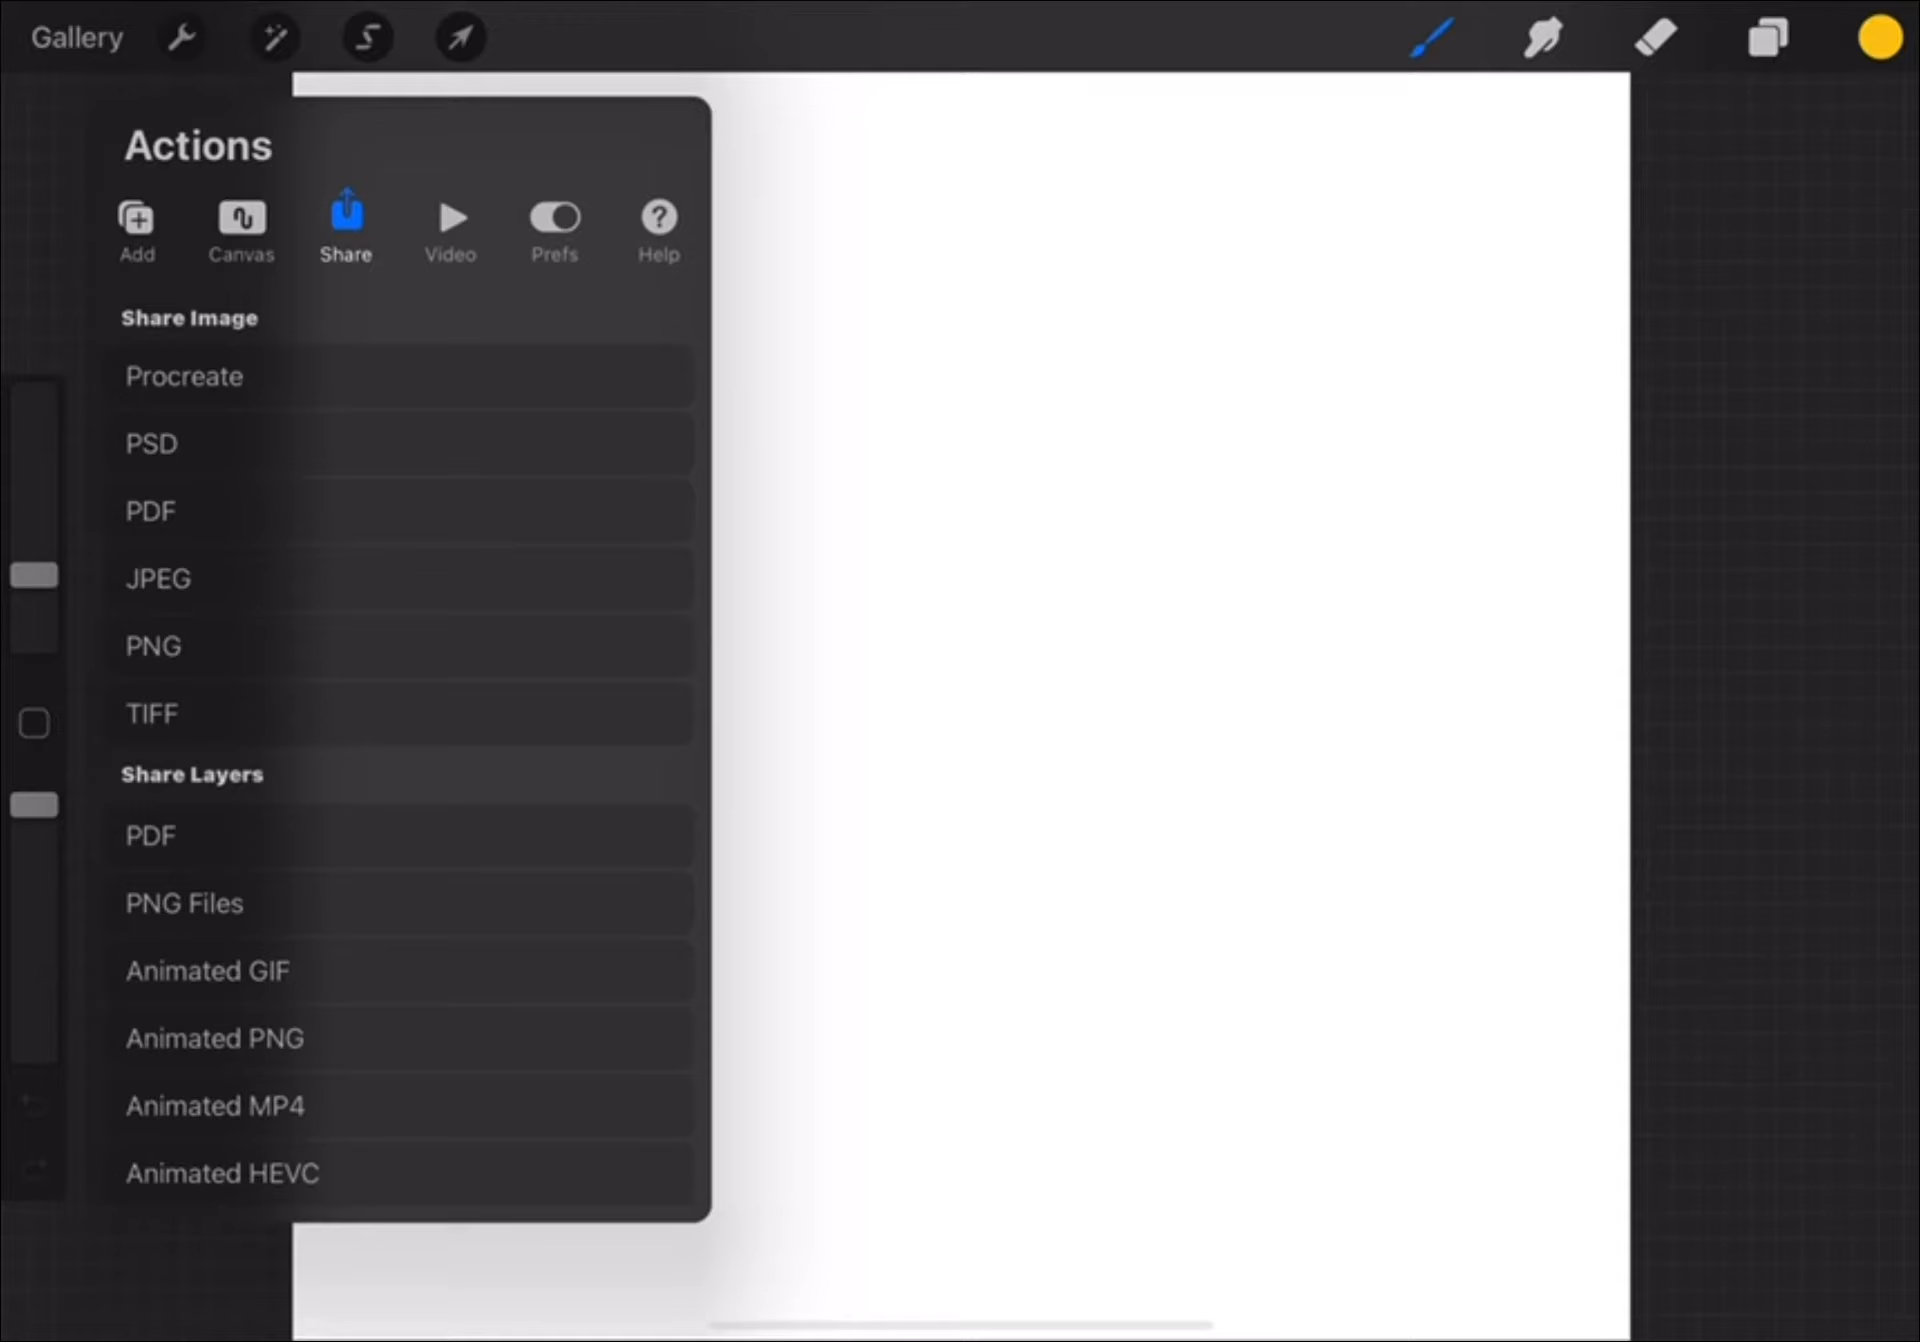 Gallery
Actions
Add Canvas Share Video Prefs Help
Share Image
Procreate
PSD
PDF
JPEG
PNG
TIFF
Share Layers
PDF
PNG Files
Animated GIF
Animated PNG
Animated MP4
Animated HEVC